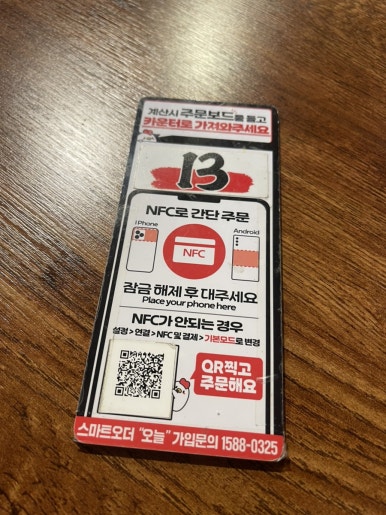 계산시 주문보드를 들고
카운터로 가져와주세요
13
NFC로 간단 주문
iPhone
Android
NFC
잠금 해제 후 대주세요
Place your phone here
NFC가 안되는 경우
설정 > 연결 > NFC 및 결제 > 기본모드로 변경
QR찍고
주문해요
스마트오더 "오늘" 가입문의 1588-0325